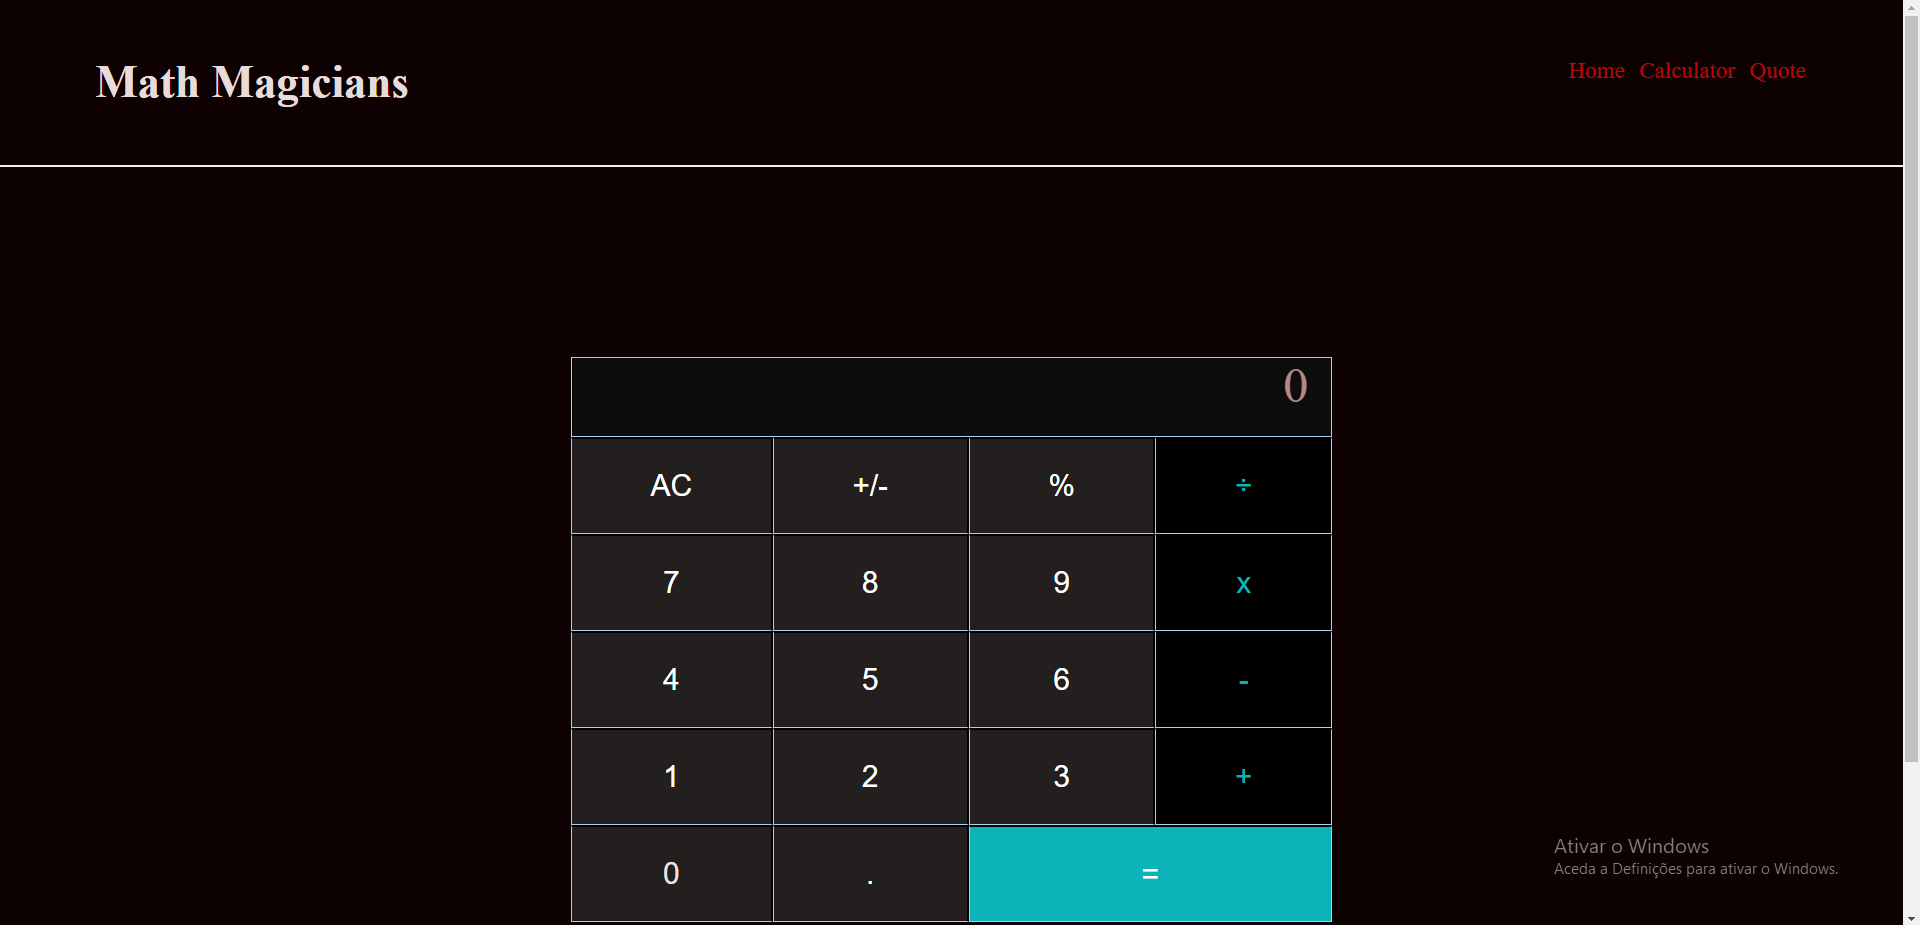 Math Magicians
Home Calculator Quote
0
AC +/- % ÷
7 8 9 x
4 5 6 -
1 2 3 +
0 . =
Ativar o Windows
Aceda a Definições para ativar o Windows.